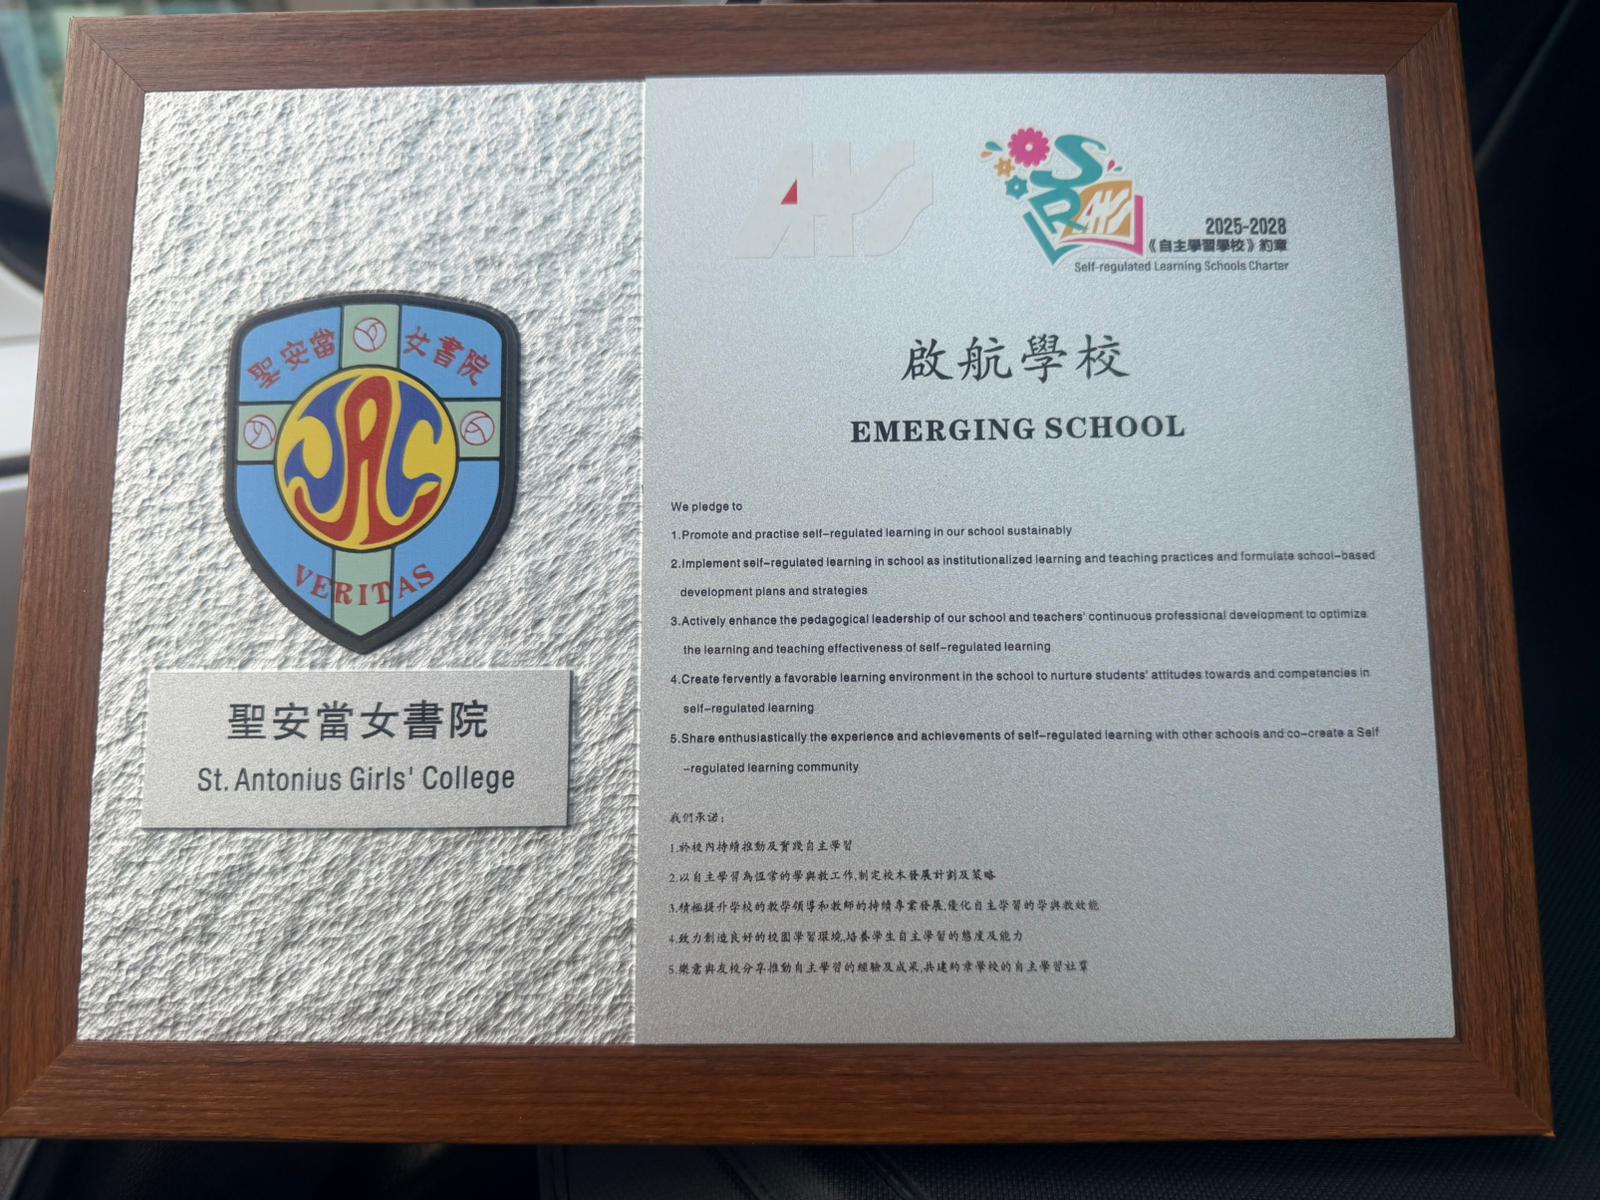 聖安當女書院
VERITAS
聖安當女書院
St. Antonius Girls' College
AHS
2025-2028
《自主學習學校》約章
Self-regulated Learning Schools Charter
啟航學校
EMERGING SCHOOL
We pledge to
1.Promote and practise self-regulated learning in our school sustainably
2.Implement self-regulated learning in school as institutionalized learning and teaching practices and formulate school-based
development plans and strategies
3.Actively enhance the pedagogical leadership of our school and teachers' continuous professional development to optimize
the learning and teaching effectiveness of self-regulated learning
4.Create fervently a favorable learning environment in the school to nurture students' attitudes towards and competencies in
self-regulated learning
5.Share enthusiastically the experience and achievements of self-regulated learning with other schools and co-create a Self
-regulated learning community
我們承諾：
1.於校內持續推動及實踐自主學習
2.以自主學習為恆常的學與教工作,制定校本發展計劃及策略
3.積極提升學校的教學領導和教師的持續專業發展,優化自主學習的學與教效能
4.致力創造良好的校園學習環境,培養學生自主學習的態度及能力
5.樂意與友校分享推動自主學習的經驗及成果,共建約章學校的自主學習社羣